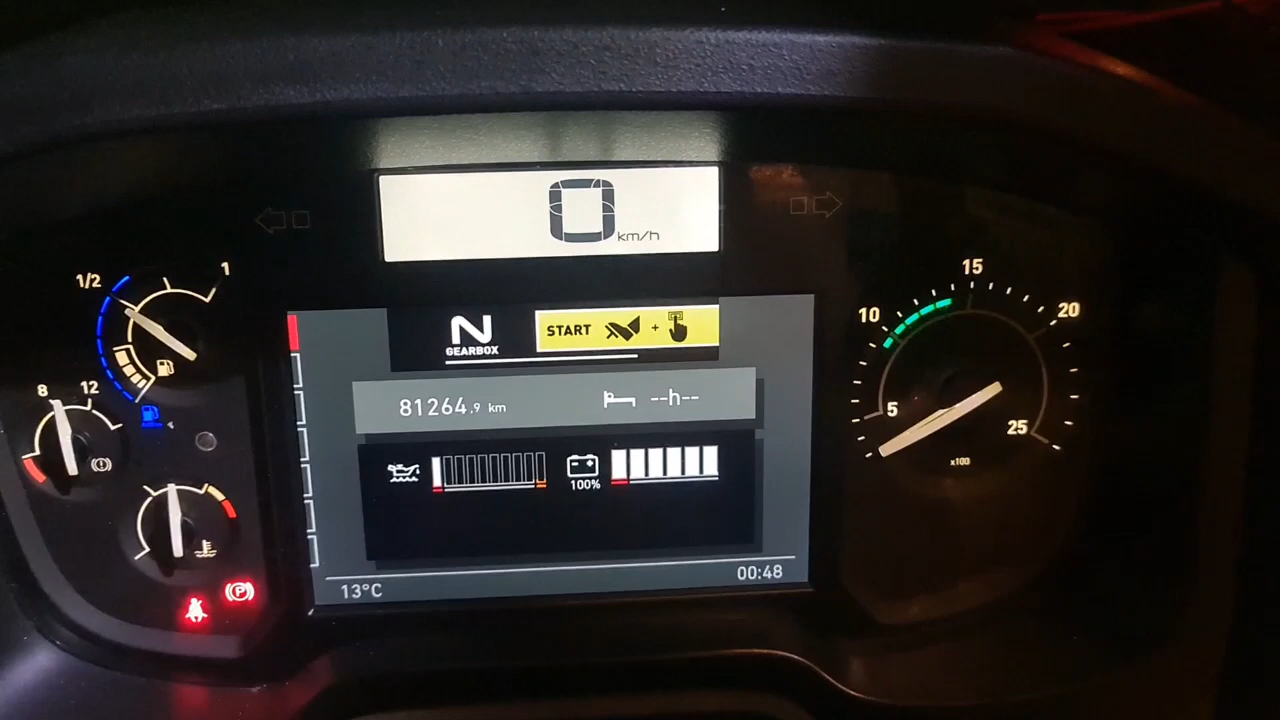 0 km/h
1/2
1
N
GEARBOX
START +
8
12
81264.9 km
--h--
100%
13°C
00:48
5
10
15
20
25
x100
P